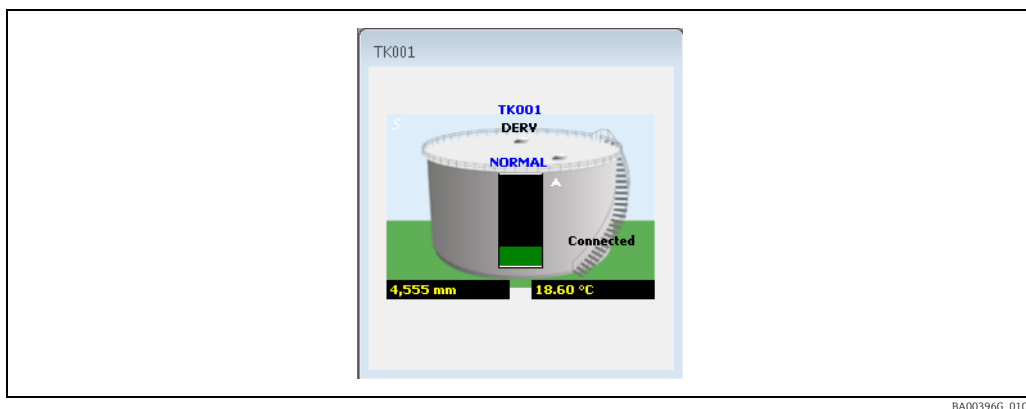 TK001
TK001
DERV
S
NORMAL
Connected
4,555 mm
18.60 °C
BA00396G_010